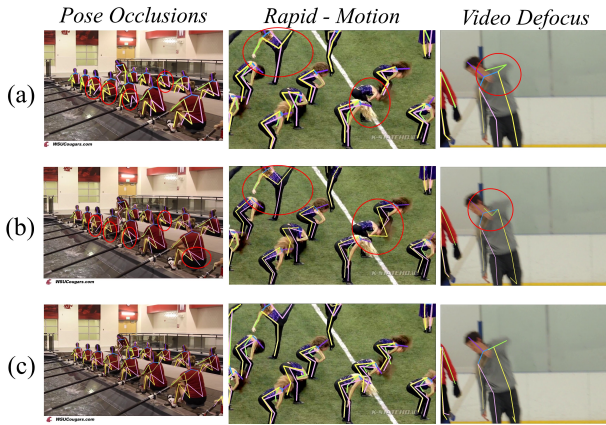 Pose Occlusions Rapid - Motion Video Defocus
(a)
WSUCougars.com
(b)
WSUCougars.com
(c)
WSUCougars.com